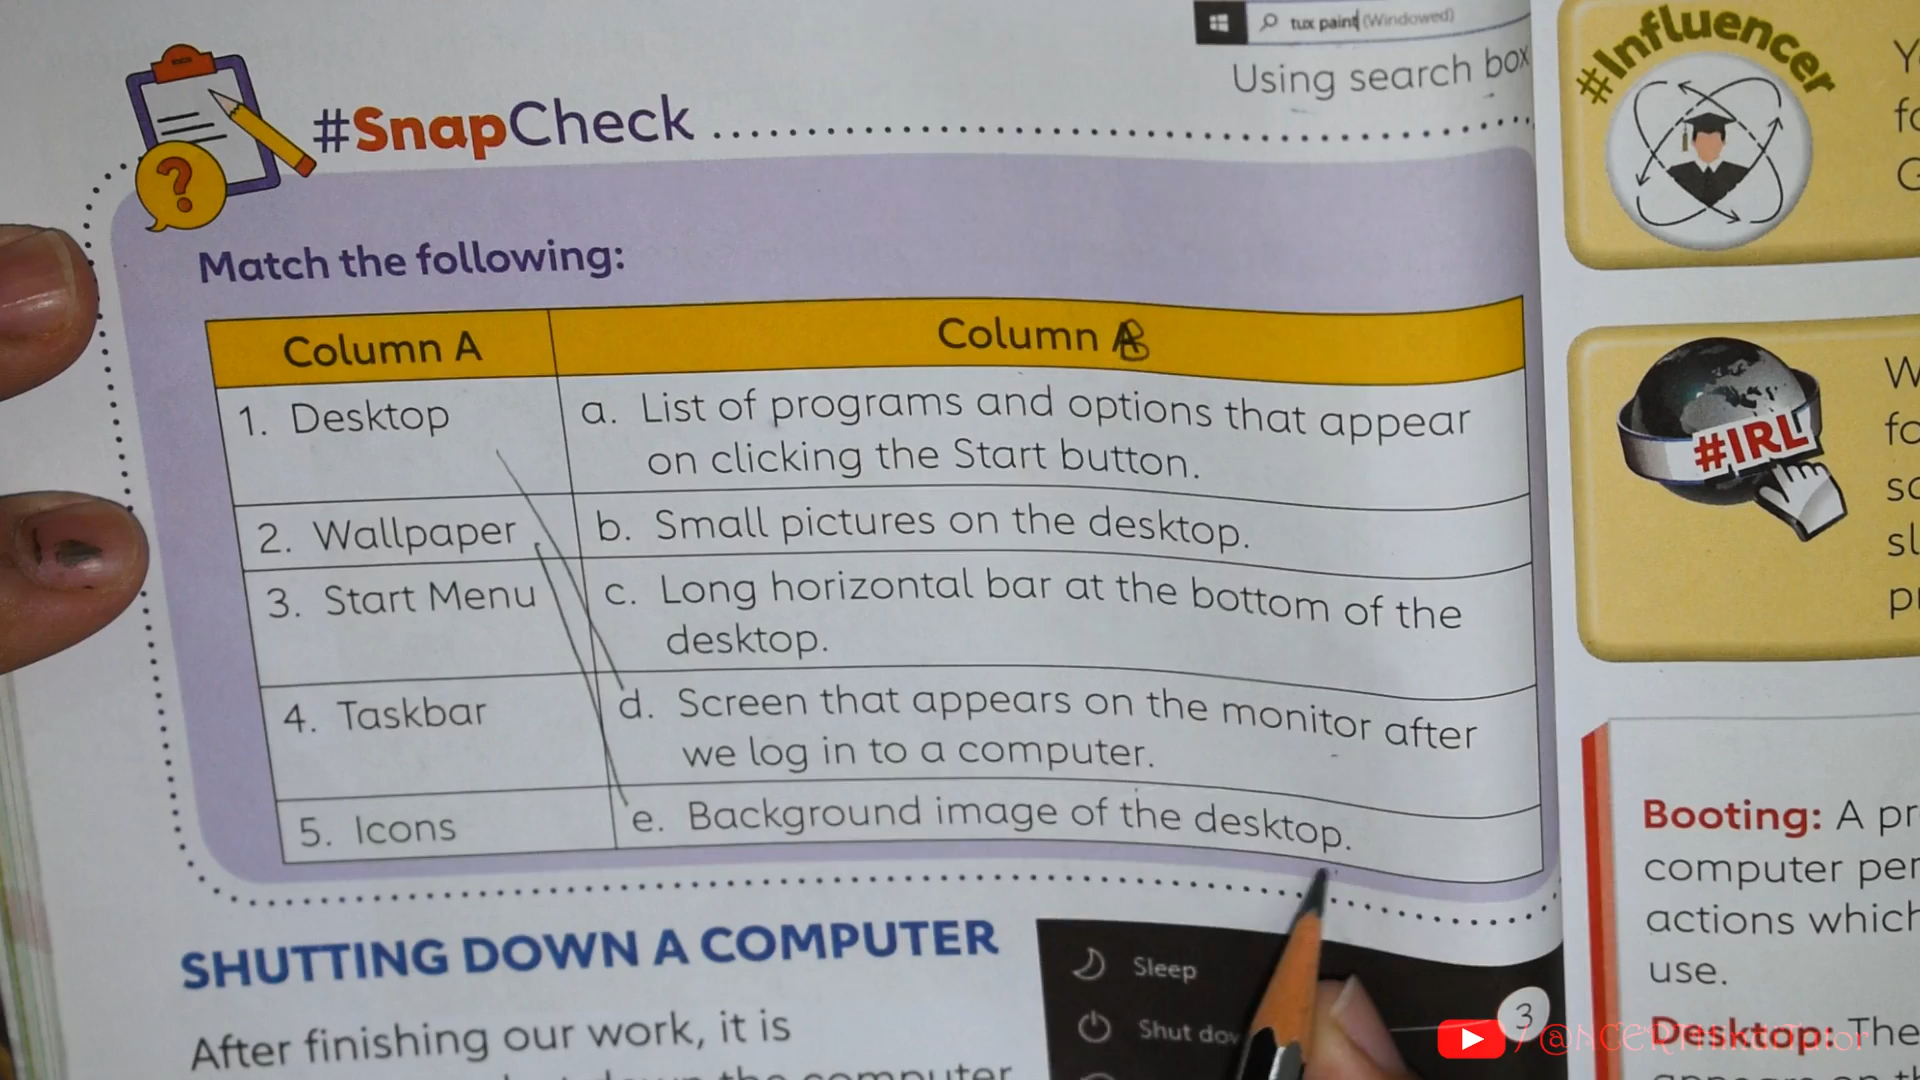 tux paint (Windowed)
Using search box
#SnapCheck
?
Match the following:
Column A
Column B
1. Desktop
a. List of programs and options that appear
on clicking the Start button.
2. Wallpaper
b. Small pictures on the desktop.
3. Start Menu
c. Long horizontal bar at the bottom of the
desktop.
4. Taskbar
d. Screen that appears on the monitor after
we log in to a computer.
5. Icons
e. Background image of the desktop.
SHUTTING DOWN A COMPUTER
After finishing our work, it is
computer
Sleep
Shut dow
3
#Influencer
#IRL
Booting: A pr
computer per
actions which
use.
Desktop: The